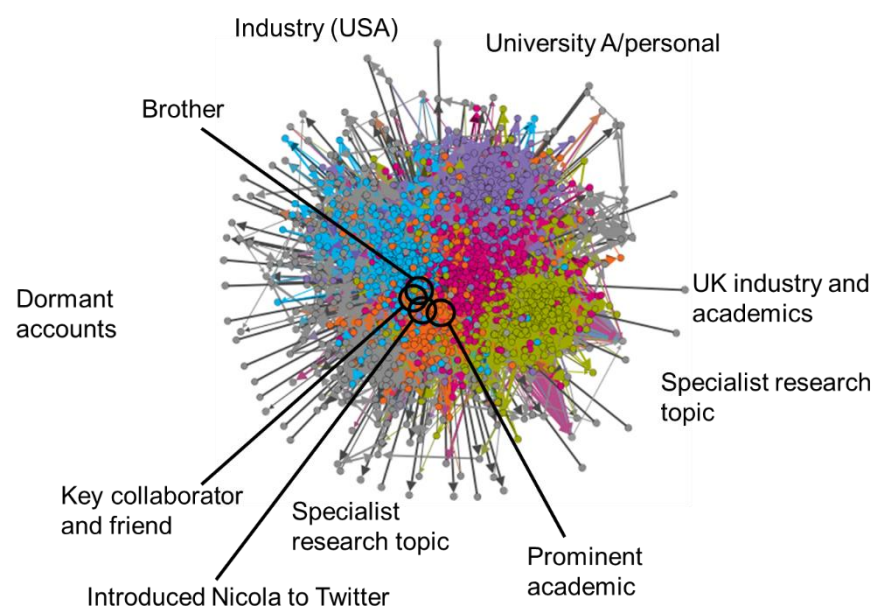 Industry (USA)
University A/personal
Brother
UK industry and
academics
Dormant
accounts
Specialist research
topic
Key collaborator
and friend
Specialist
research topic
Prominent
academic
Introduced Nicola to Twitter